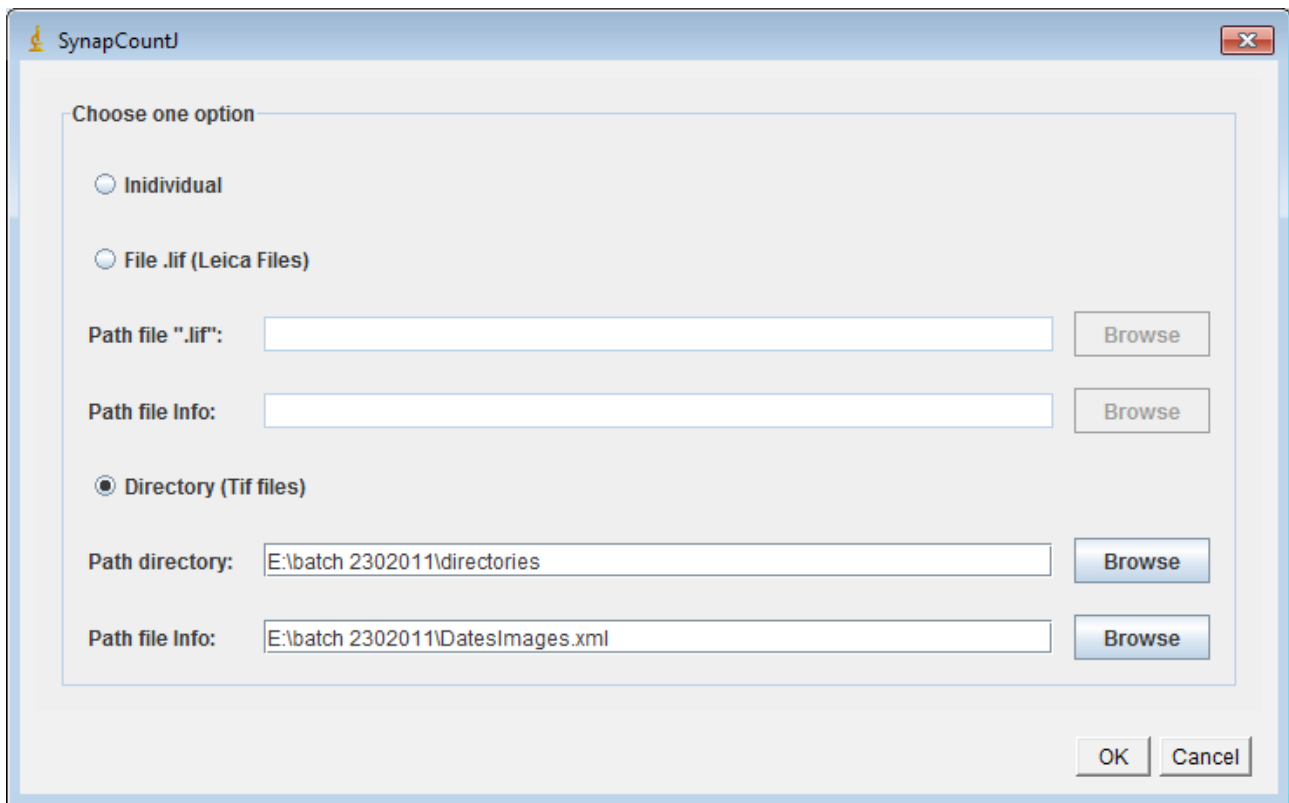 SynapCountJ
Choose one option
Inidividual
File .lif (Leica Files)
Path file ".lif": Browse
Path file Info: Browse
Directory (Tif files)
Path directory: E:\batch 2302011\directories Browse
Path file Info: E:\batch 2302011\DatesImages.xml Browse
OK Cancel